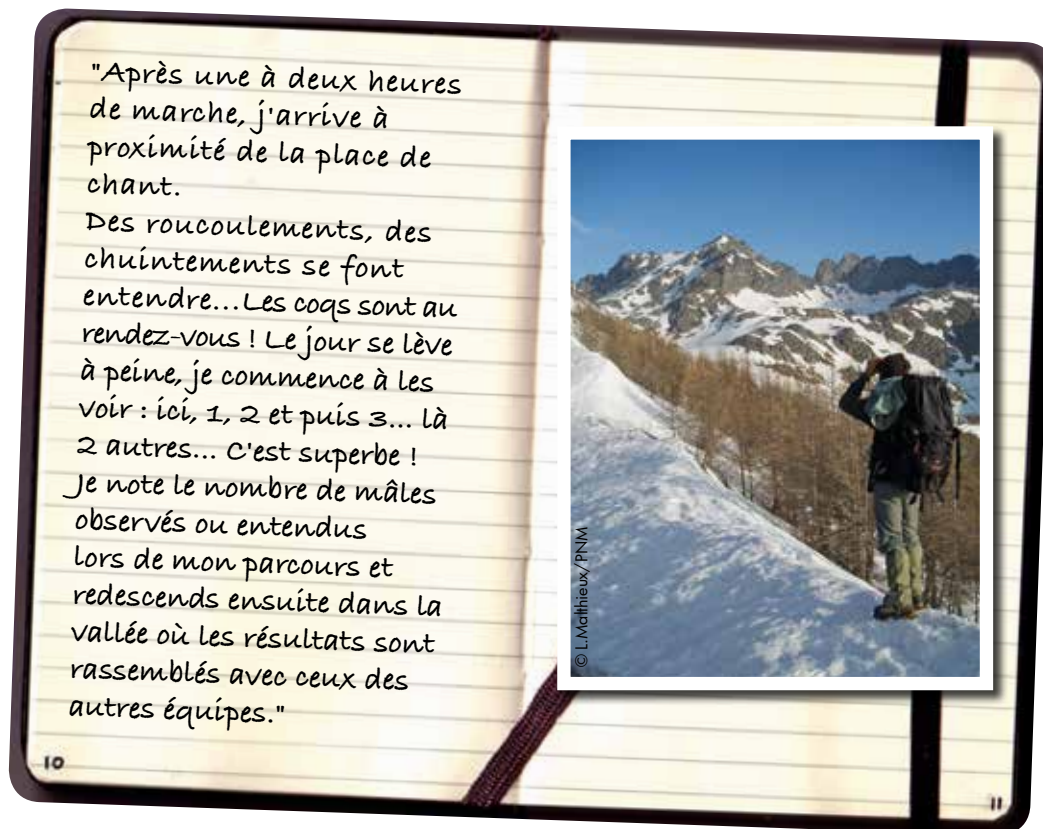 "Après une à deux heures
de marche, j'arrive à
proximité de la place de
chant.
Des roucoulements, des
chuintements se font
entendre...Les coqs sont au
rendez-vous ! Le jour se lève
à peine, je commence à les
voir : ici, 1, 2 et puis 3... là
2 autres... C'est superbe !
Je note le nombre de mâles
observés ou entendus
lors de mon parcours et
redescends ensuite dans la
vallée où les résultats sont
rassemblés avec ceux des
autres équipes."
10
© L.Malthieux/PNM
11